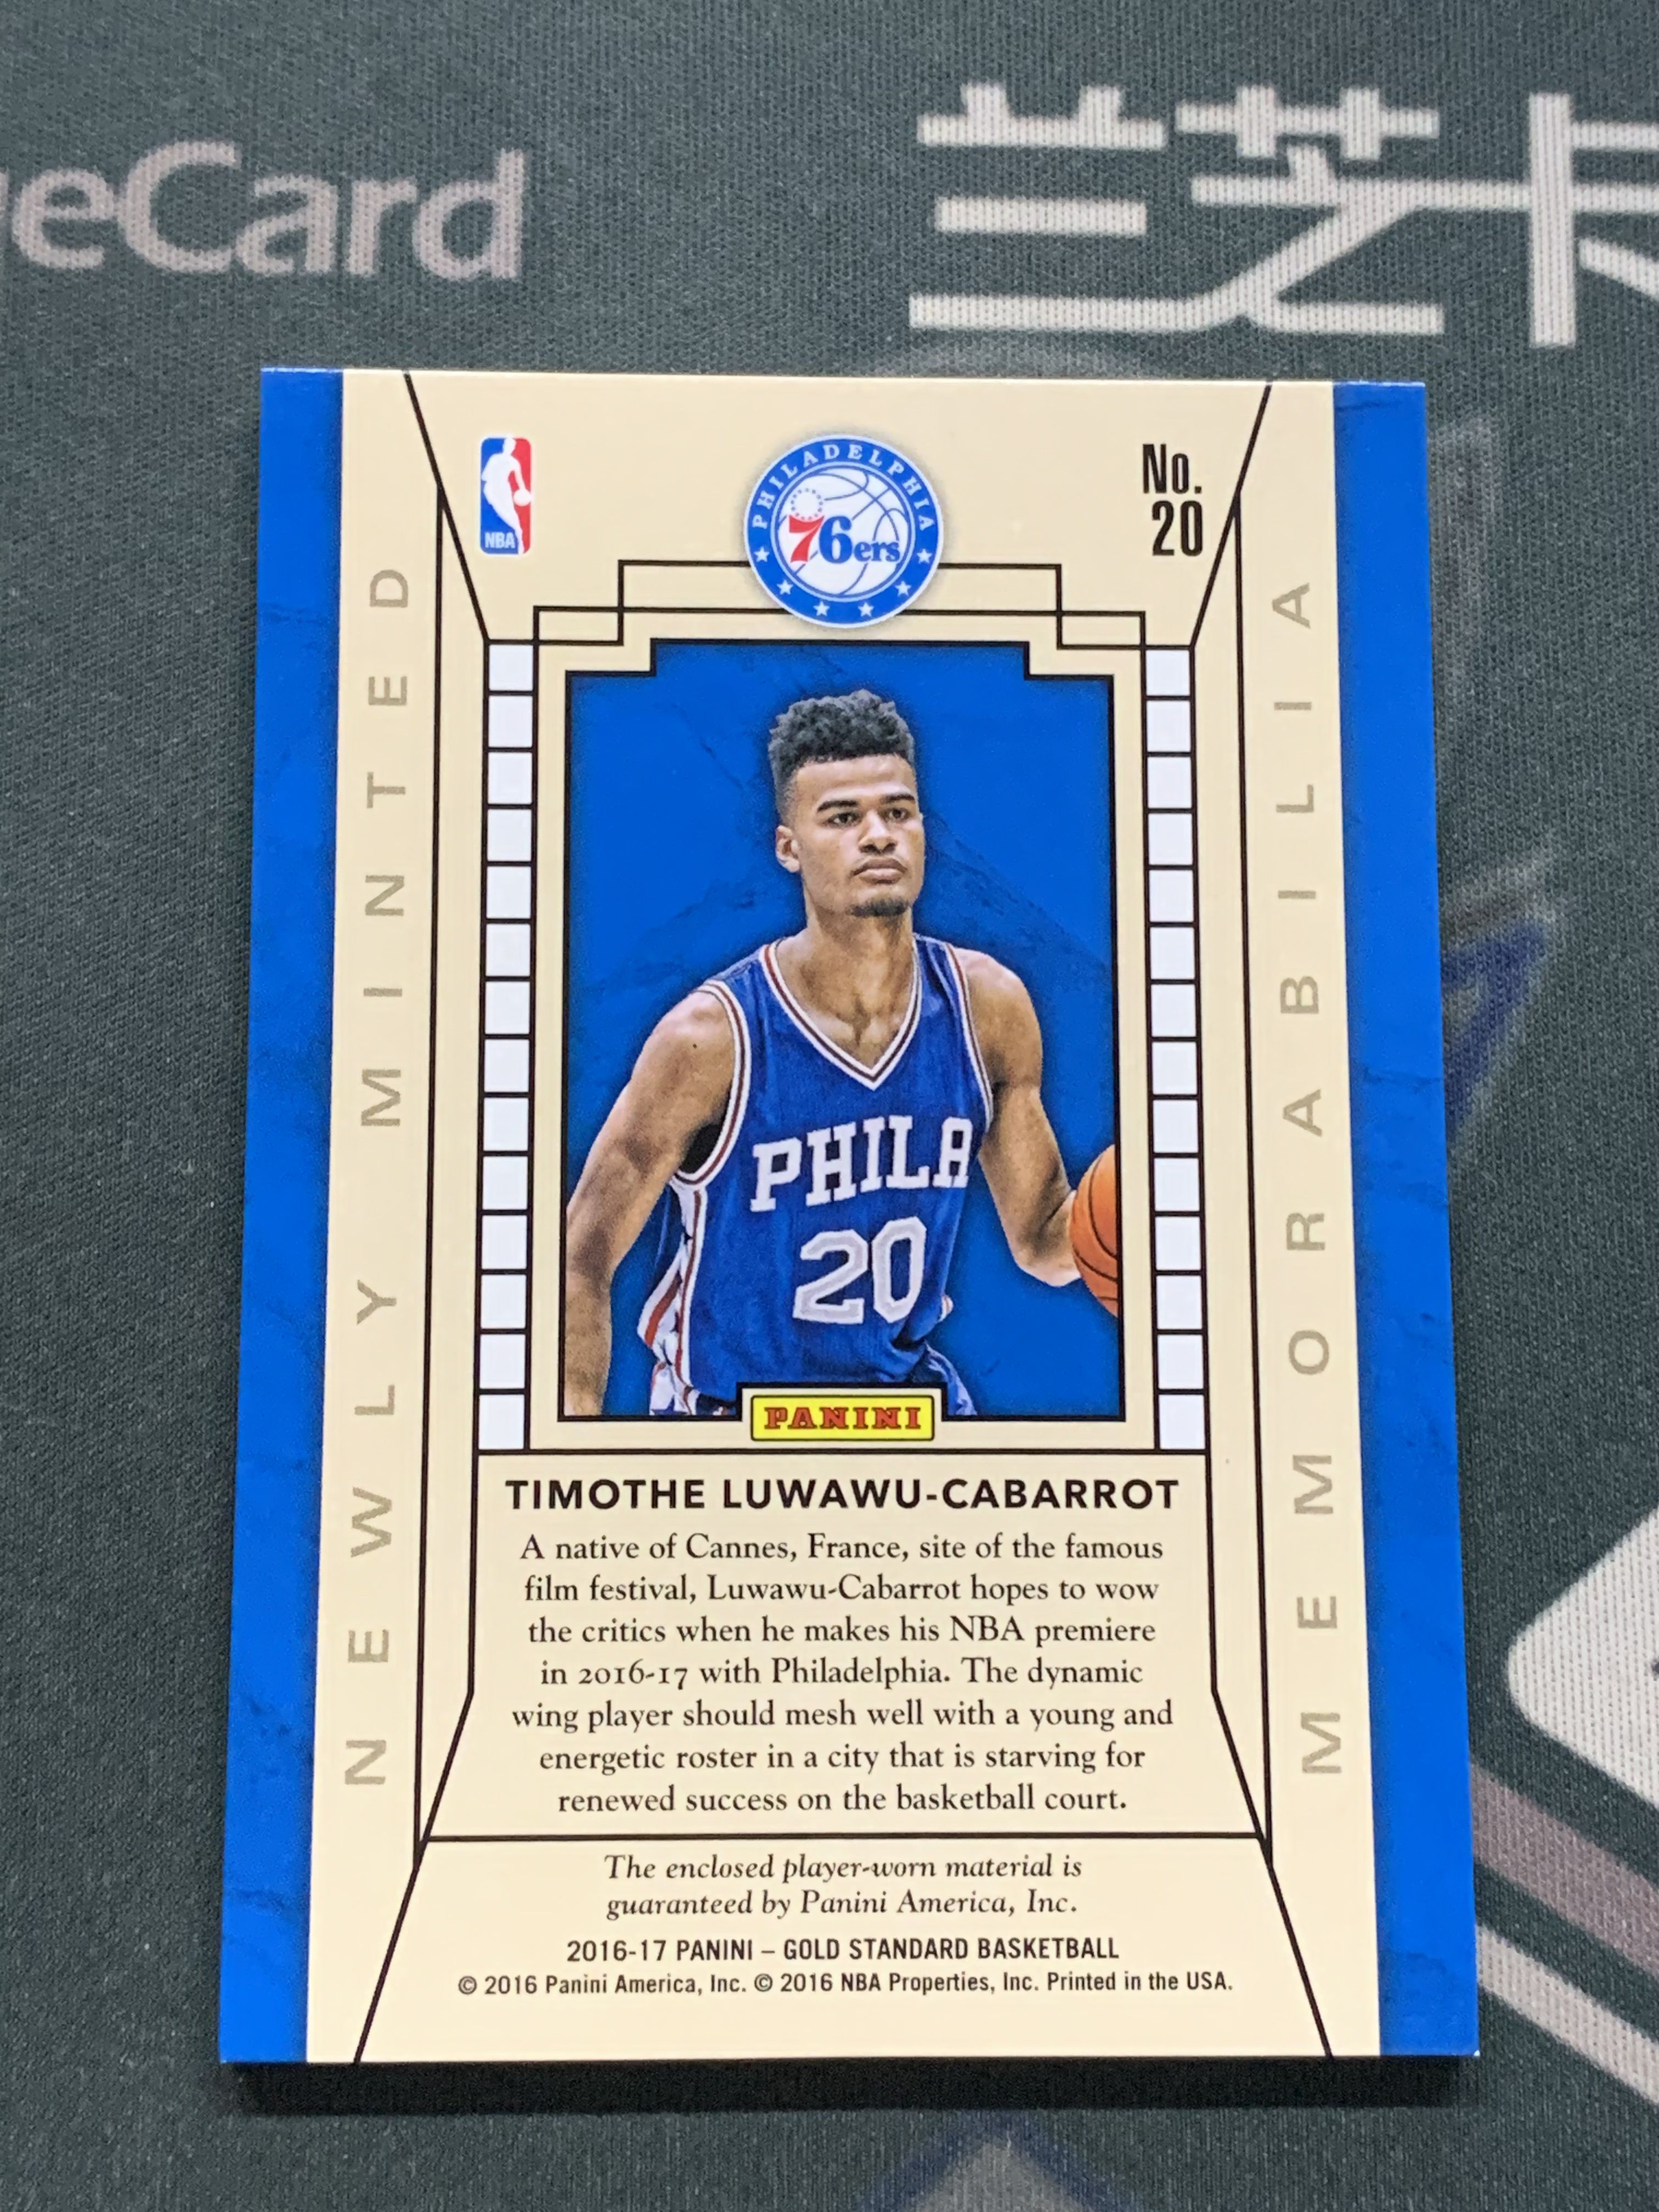 eCard
芝卡
NBA
PHILADELPHIA
76ers
No.
20
NEWLY MINTED
MEMORABILIA
PHILA
20
PANINI
TIMOTHE LUWAWU-CABARROT
A native of Cannes, France, site of the famous
film festival, Luwawu-Cabarrot hopes to wow
the critics when he makes his NBA premiere
in 2016-17 with Philadelphia. The dynamic
wing player should mesh well with a young and
energetic roster in a city that is starving for
renewed success on the basketball court.
The enclosed player-worn material is
guaranteed by Panini America, Inc.
2016-17 PANINI – GOLD STANDARD BASKETBALL
© 2016 Panini America, Inc. © 2016 NBA Properties, Inc. Printed in the USA.